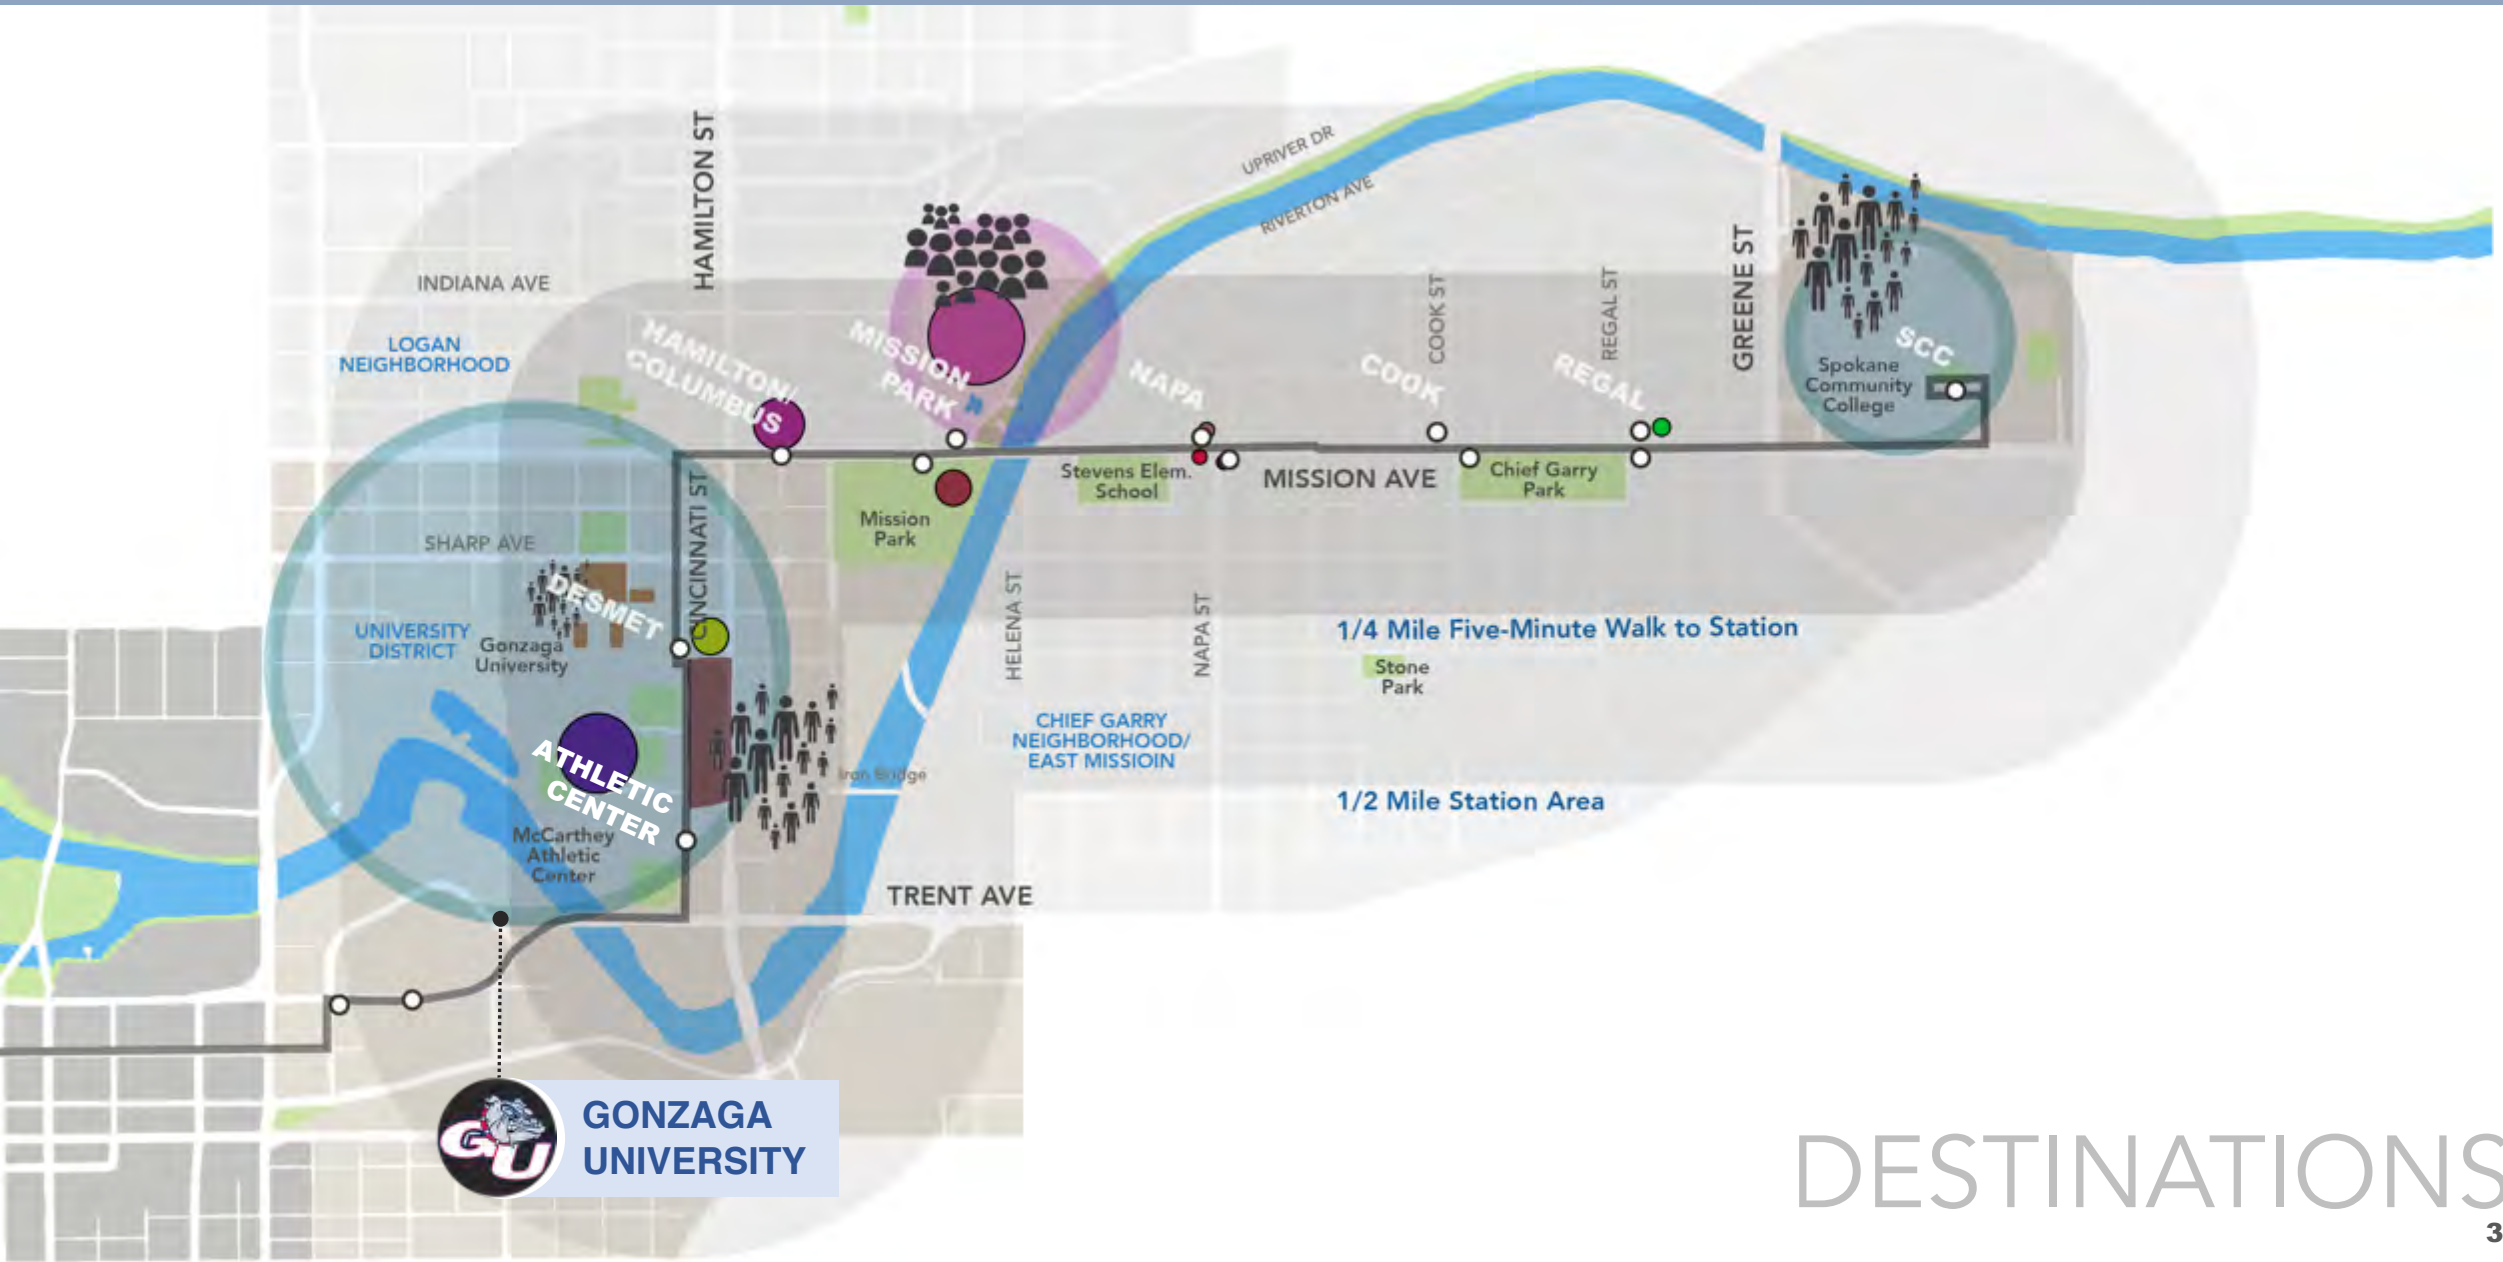 HAMILTON ST
UPRIVER DR
RIVERTON AVE
INDIANA AVE
LOGAN
NEIGHBORHOOD
HAMILTON/
COLUMBUS
MISSION
PARK
NAPA
COOK
COOK ST
REGAL
REGAL ST
GREENE ST
SCC
Spokane
Community
College
CINCINNATI ST
Stevens Elem.
School
MISSION AVE
Chief Garry
Park
Mission
Park
SHARP AVE
DESMET
UNIVERSITY
DISTRICT
Gonzaga
University
HELENA ST
NAPA ST
1/4 Mile Five-Minute Walk to Station
Stone
Park
CHIEF GARRY
NEIGHBORHOOD/
EAST MISSIOIN
ATHLETIC
CENTER
Iron Bridge
1/2 Mile Station Area
McCarthey
Athletic
Center
TRENT AVE
GU
GONZAGA
UNIVERSITY
DESTINATIONS
3